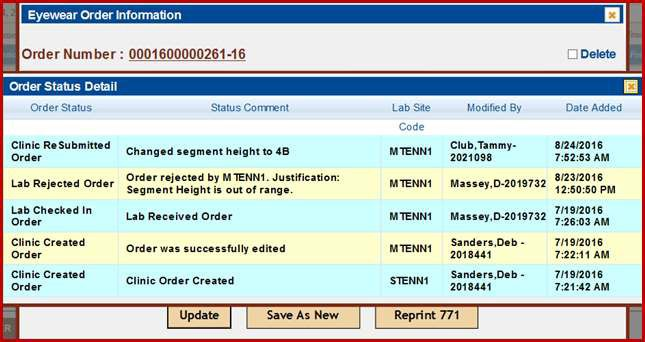 Eyewear Order Information
Order Number : 0001600000261-16
Delete
Order Status Detail
Order Status Status Comment Lab Site Code Modified By Date Added
Clinic ReSubmitted Order Changed segment height to 4B MTENN1 Club,Tammy-2021098 8/24/2016 7:52:53 AM
Lab Rejected Order Order rejected by MTENN1. Justification: Segment Height is out of range. MTENN1 Massey,D-2019732 8/23/2016 12:50:50 PM
Lab Checked In Order Lab Received Order MTENN1 Massey,D-2019732 7/19/2016 7:26:03 AM
Clinic Created Order Order was successfully edited MTENN1 Sanders,Deb - 2018441 7/19/2016 7:22:11 AM
Clinic Created Order Clinic Order Created STENN1 Sanders,Deb - 2018441 7/19/2016 7:21:42 AM
Update Save As New Reprint 771